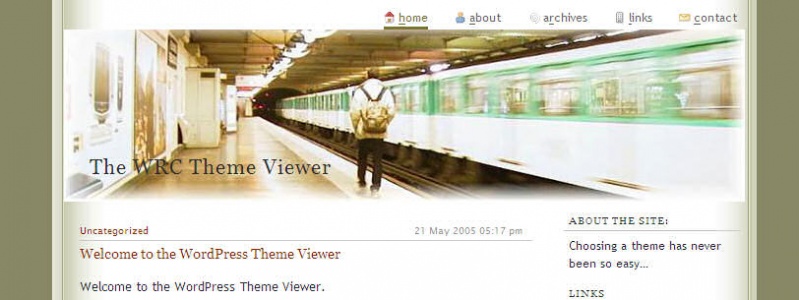 home about archives links contact
The WRC Theme Viewer
Uncategorized
21 May 2005 05:17 pm
Welcome to the WordPress Theme Viewer
Welcome to the WordPress Theme Viewer.
ABOUT THE SITE:
Choosing a theme has never
been so easy...
LINKS